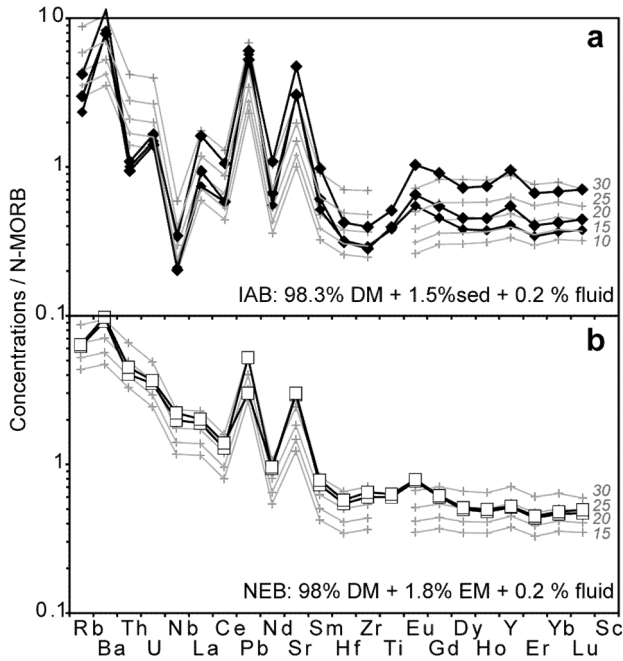 10
a
1
30
25
20
15
10
IAB: 98.3% DM + 1.5%sed + 0.2 % fluid
0.1
Concentrations / N-MORB
b
1
30
25
20
15
NEB: 98% DM + 1.8% EM + 0.2 % fluid
0.1
Rb Th Nb Ce Nd Sm Zr Eu Dy Y Yb Sc
Ba U La Pb Sr Hf Ti Gd Ho Er Lu